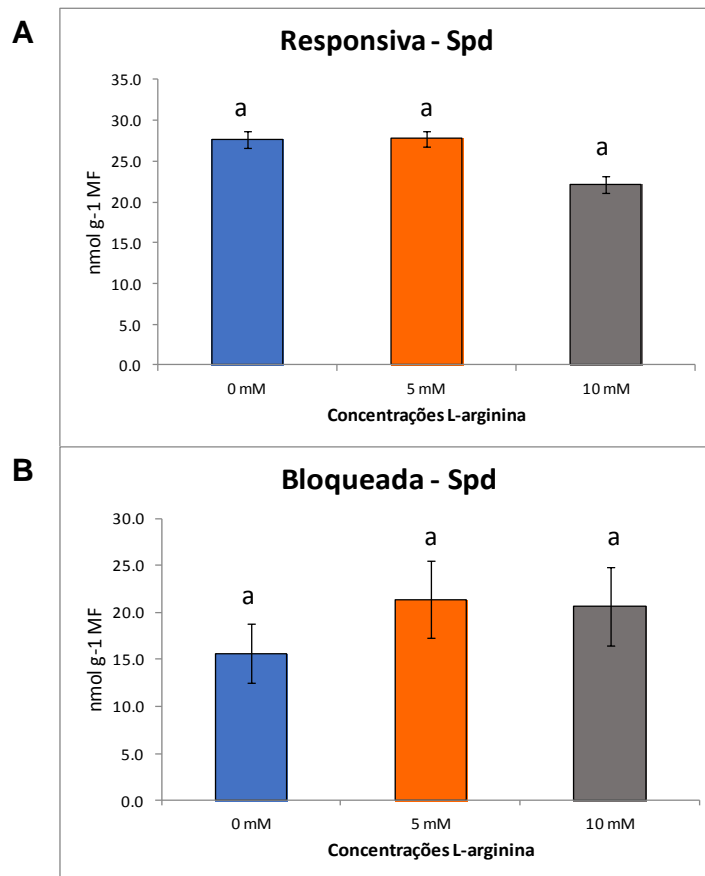 A
Responsiva - Spd
35.0
30.0
25.0
20.0
15.0
10.0
5.0
0.0
nmol g-1 MF
a a a
0 mM 5 mM 10 mM
Concentrações L-arginina
B
Bloqueada - Spd
30.0
25.0
20.0
15.0
10.0
5.0
0.0
nmol g-1 MF
a a a
0 mM 5 mM 10 mM
Concentrações L-arginina